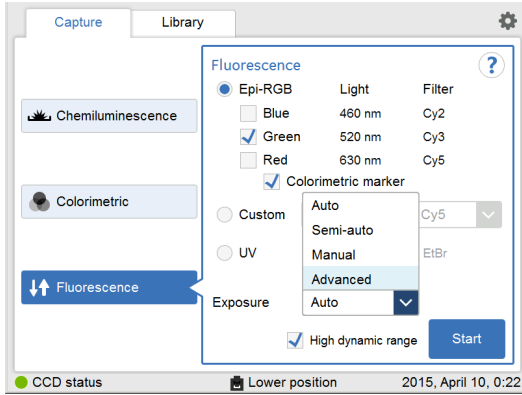 Capture Library
Fluorescence ?
Epi-RGB Light Filter
Blue 460 nm Cy2
Chemiluminescence
Green 520 nm Cy3
Red 630 nm Cy5
Colorimetric marker
Colorimetric
Auto
Custom Cy5
Semi-auto
UV Manual EtBr
Advanced
Fluorescence
Exposure Auto
High dynamic range Start
CCD status Lower position 2015, April 10, 0:22